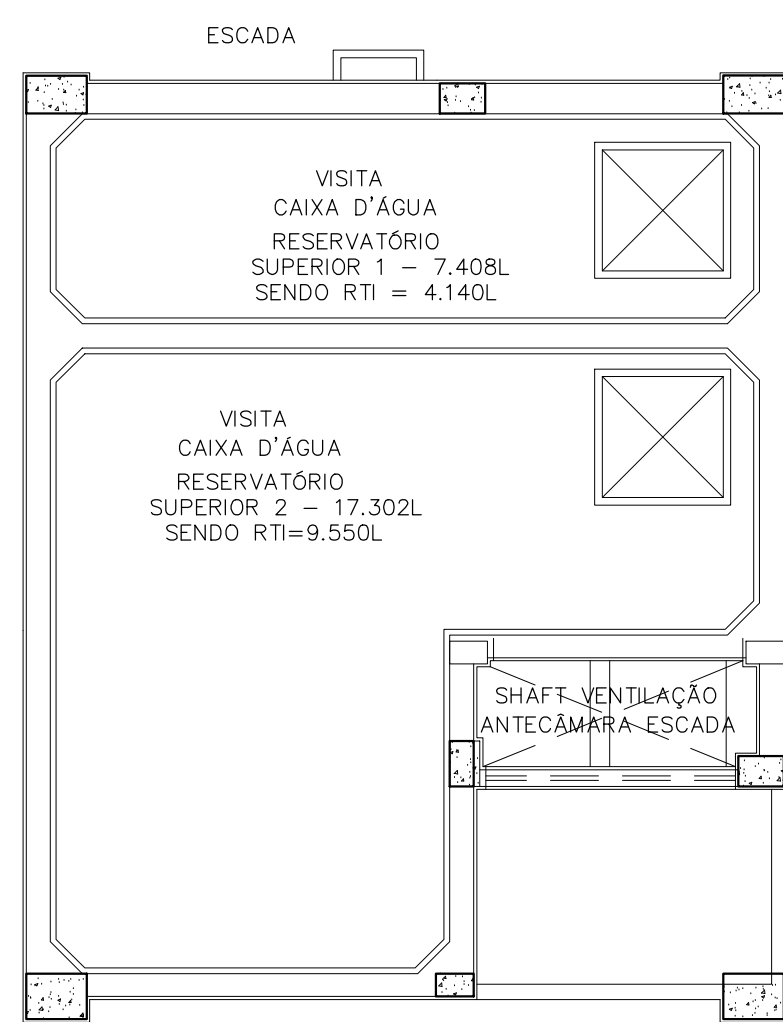 ESCADA
VISITA
CAIXA D'ÁGUA
RESERVATÓRIO
SUPERIOR 1 – 7.408L
SENDO RTI = 4.140L
VISITA
CAIXA D'ÁGUA
RESERVATÓRIO
SUPERIOR 2 – 17.302L
SENDO RTI=9.550L
SHAFT VENTILAÇÃO
ANTECÂMARA ESCADA